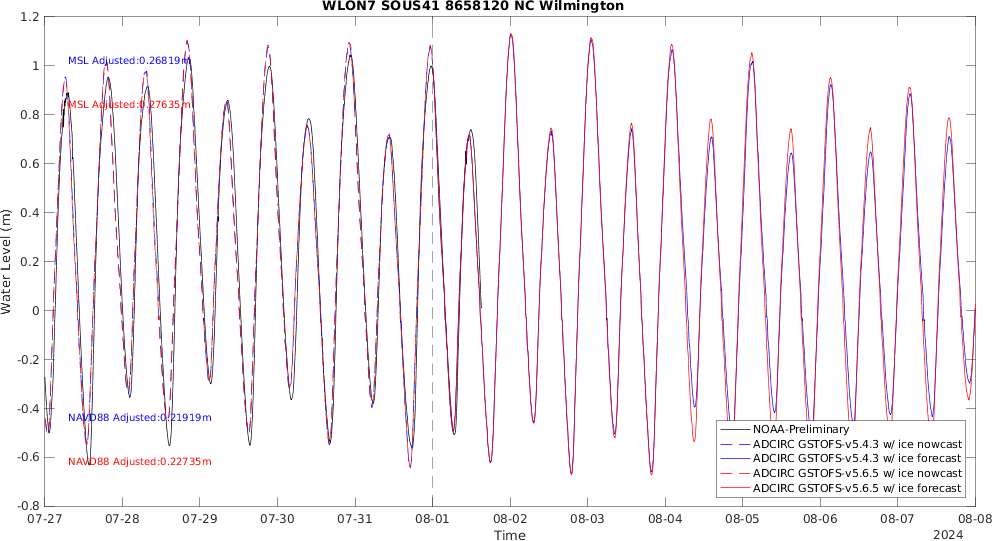 WLON7 SOUS41 8658120 NC Wilmington
1.2
1
0.8
0.6
0.4
0.2
0
-0.2
-0.4
-0.6
-0.8
Water Level (m)
MSL Adjusted:0.26819m
MSL Adjusted:0.27635m
NAVD88 Adjusted:0.21919m
NAVD88 Adjusted:0.22735m
NOAA-Preliminary
ADCIRC GSTOFS-v5.4.3 w/ ice nowcast
ADCIRC GSTOFS-v5.4.3 w/ ice forecast
ADCIRC GSTOFS-v5.6.5 w/ ice nowcast
ADCIRC GSTOFS-v5.6.5 w/ ice forecast
07-27 07-28 07-29 07-30 07-31 08-01 08-02 08-03 08-04 08-05 08-06 08-07 08-08
Time
2024